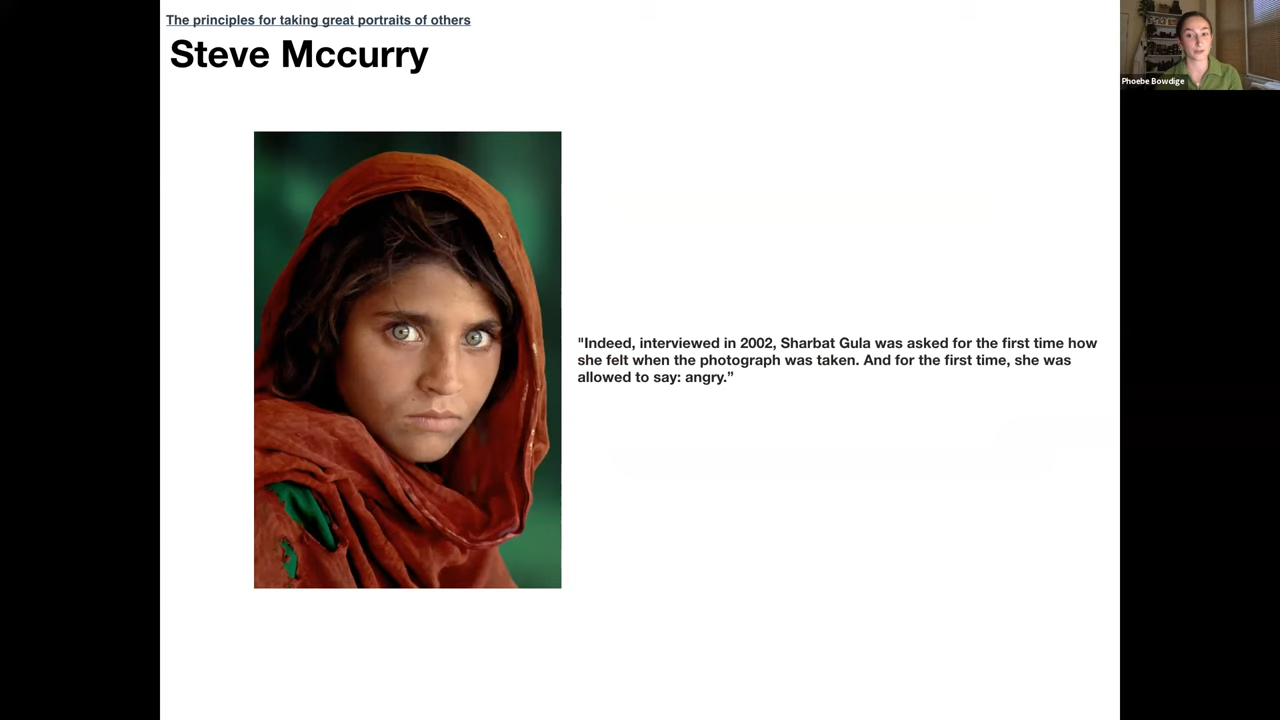 The principles for taking great portraits of others
Steve Mccurry
Phoebe Bowdige
"Indeed, interviewed in 2002, Sharbat Gula was asked for the first time how
she felt when the photograph was taken. And for the first time, she was
allowed to say: angry.”